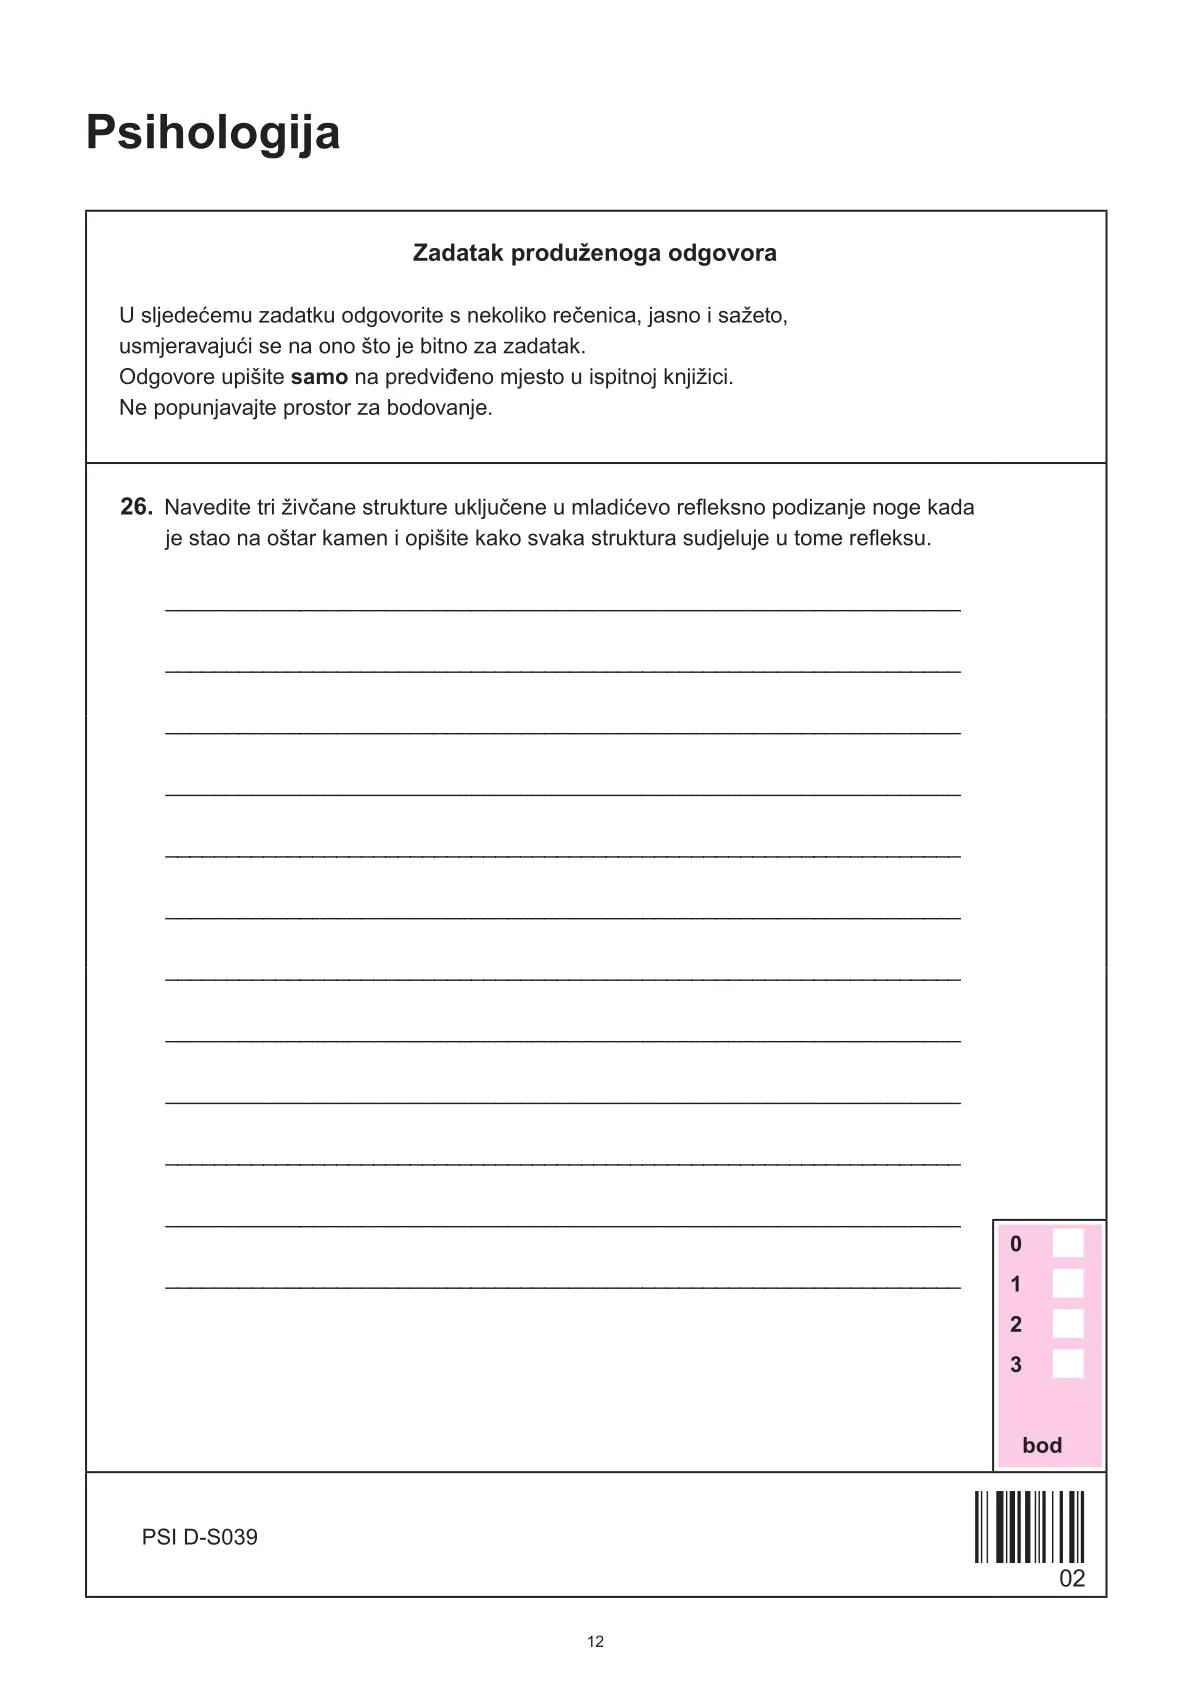 Psihologija
Zadatak produženoga odgovora
U sljedećemu zadatku odgovorite s nekoliko rečenica, jasno i sažeto,
usmjeravajući se na ono što je bitno za zadatak.
Odgovore upišite samo na predviđeno mjesto u ispitnoj knjižici.
Ne popunjavajte prostor za bodovanje.
26. Navedite tri živčane strukture uključene u mladićevo refleksno podizanje noge kada
je stao na oštar kamen i opišite kako svaka struktura sudjeluje u tome refleksu.
0
1
2
3
bod
PSI D-S039
02
12